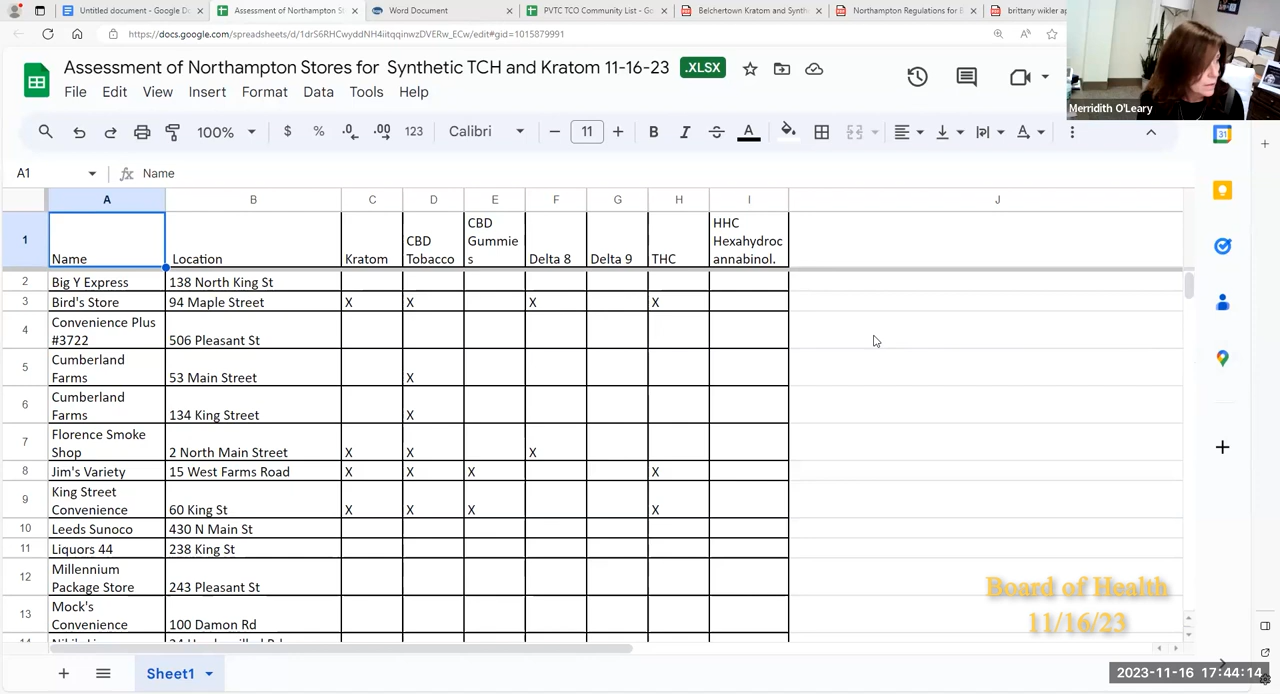 Untitled document - Google Do
Assessment of Northampton St
Word Document
PVTC TCO Community List - Go
Belchertown Kratom and Synth
Northampton Regulations for E
brittany wikler ap
https://docs.google.com/spreadsheets/d/1drS6RHCwyddNH4iitqqinwzDVERw_ECw/edit#gid=1015879991
Assessment of Northampton Stores for Synthetic TCH and Kratom 11-16-23 .XLSX
File Edit View Insert Format Data Tools Help
Merridith O'Leary
100% $ % .0 .00 123 Calibri 11 B I A
31
A1 fx Name
A B C D E F G H I J
1 Name Location Kratom CBD Tobacco CBD Gummies Delta 8 Delta 9 THC HHC Hexahydrocannabinol.
2 Big Y Express 138 North King St
3 Bird's Store 94 Maple Street X X X X
4 Convenience Plus #3722 506 Pleasant St
5 Cumberland Farms 53 Main Street X
6 Cumberland Farms 134 King Street X
7 Florence Smoke Shop 2 North Main Street X X X
8 Jim's Variety 15 West Farms Road X X X X
9 King Street Convenience 60 King St X X X X
10 Leeds Sunoco 430 N Main St
11 Liquors 44 238 King St
12 Millennium Package Store 243 Pleasant St
13 Mock's Convenience 100 Damon Rd
Board of Health
11/16/23
Sheet1
2023-11-16 17:44:14